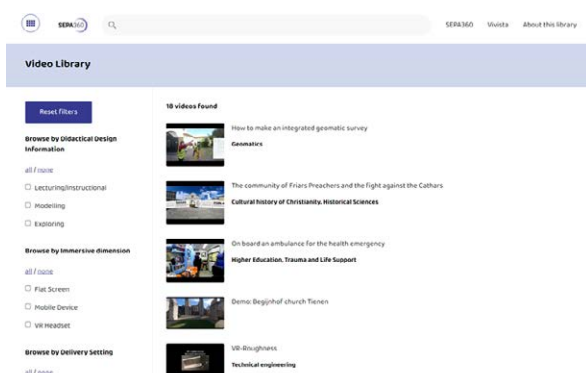 SEPA360
SEPA360 Vivista About this library
Video Library
Reset filters
Browse by Didactical Design
Information
all / none
Lecturing/Instructional
Modelling
Exploring
Browse by Immersive dimension
all / none
Flat Screen
Mobile Device
VR Headset
Browse by Delivery Setting
all / none
18 videos found
How to make an integrated geomatic survey
Geomatics
The community of Friars Preachers and the fight against the Cathars
Cultural history of Christianity, Historical Sciences
On board an ambulance for the health emergency
Higher Education, Trauma and Life Support
Demo: Begijnhof church Tienen
VR-Roughness
Technical engineering